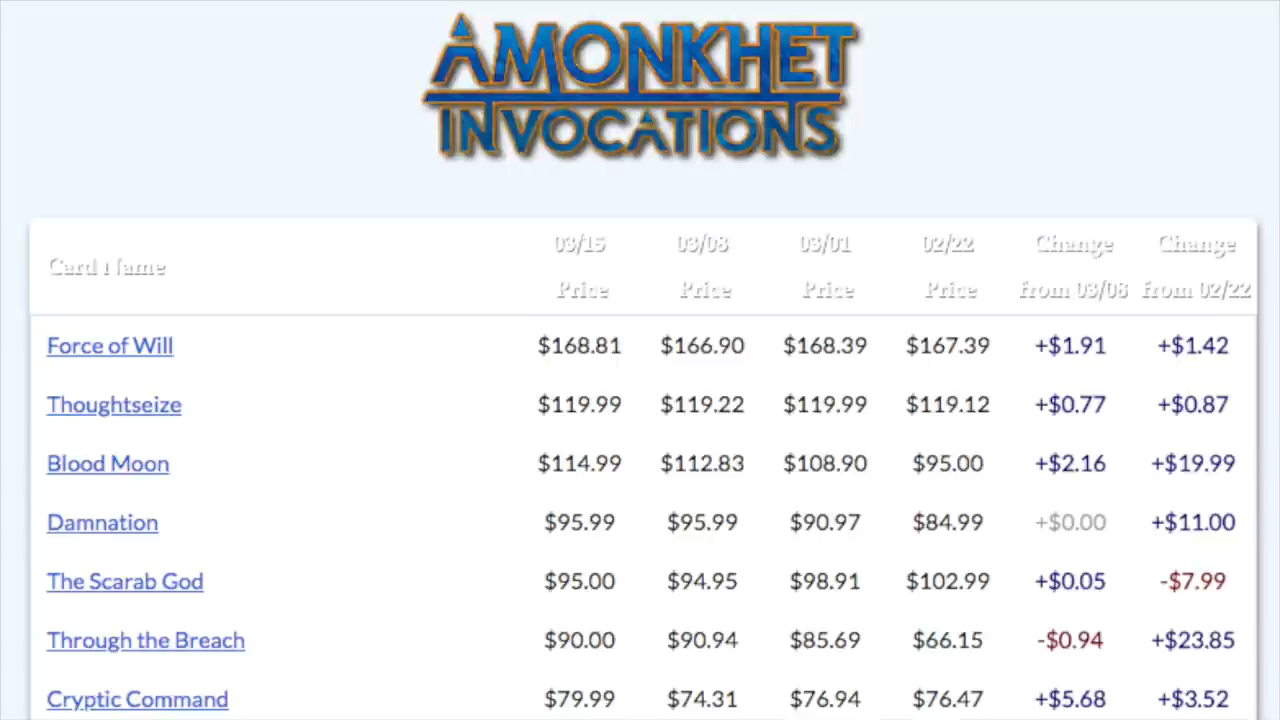 AMONKHET
INVOCATIONS
Card Name 03/15 Price 03/08 Price 03/01 Price 02/22 Price Change from 03/08 Change from 02/22
Force of Will $168.81 $166.90 $168.39 $167.39 +$1.91 +$1.42
Thoughtseize $119.99 $119.22 $119.99 $119.12 +$0.77 +$0.87
Blood Moon $114.99 $112.83 $108.90 $95.00 +$2.16 +$19.99
Damnation $95.99 $95.99 $90.97 $84.99 +$0.00 +$11.00
The Scarab God $95.00 $94.95 $98.91 $102.99 +$0.05 -$7.99
Through the Breach $90.00 $90.94 $85.69 $66.15 -$0.94 +$23.85
Cryptic Command $79.99 $74.31 $76.94 $76.47 +$5.68 +$3.52